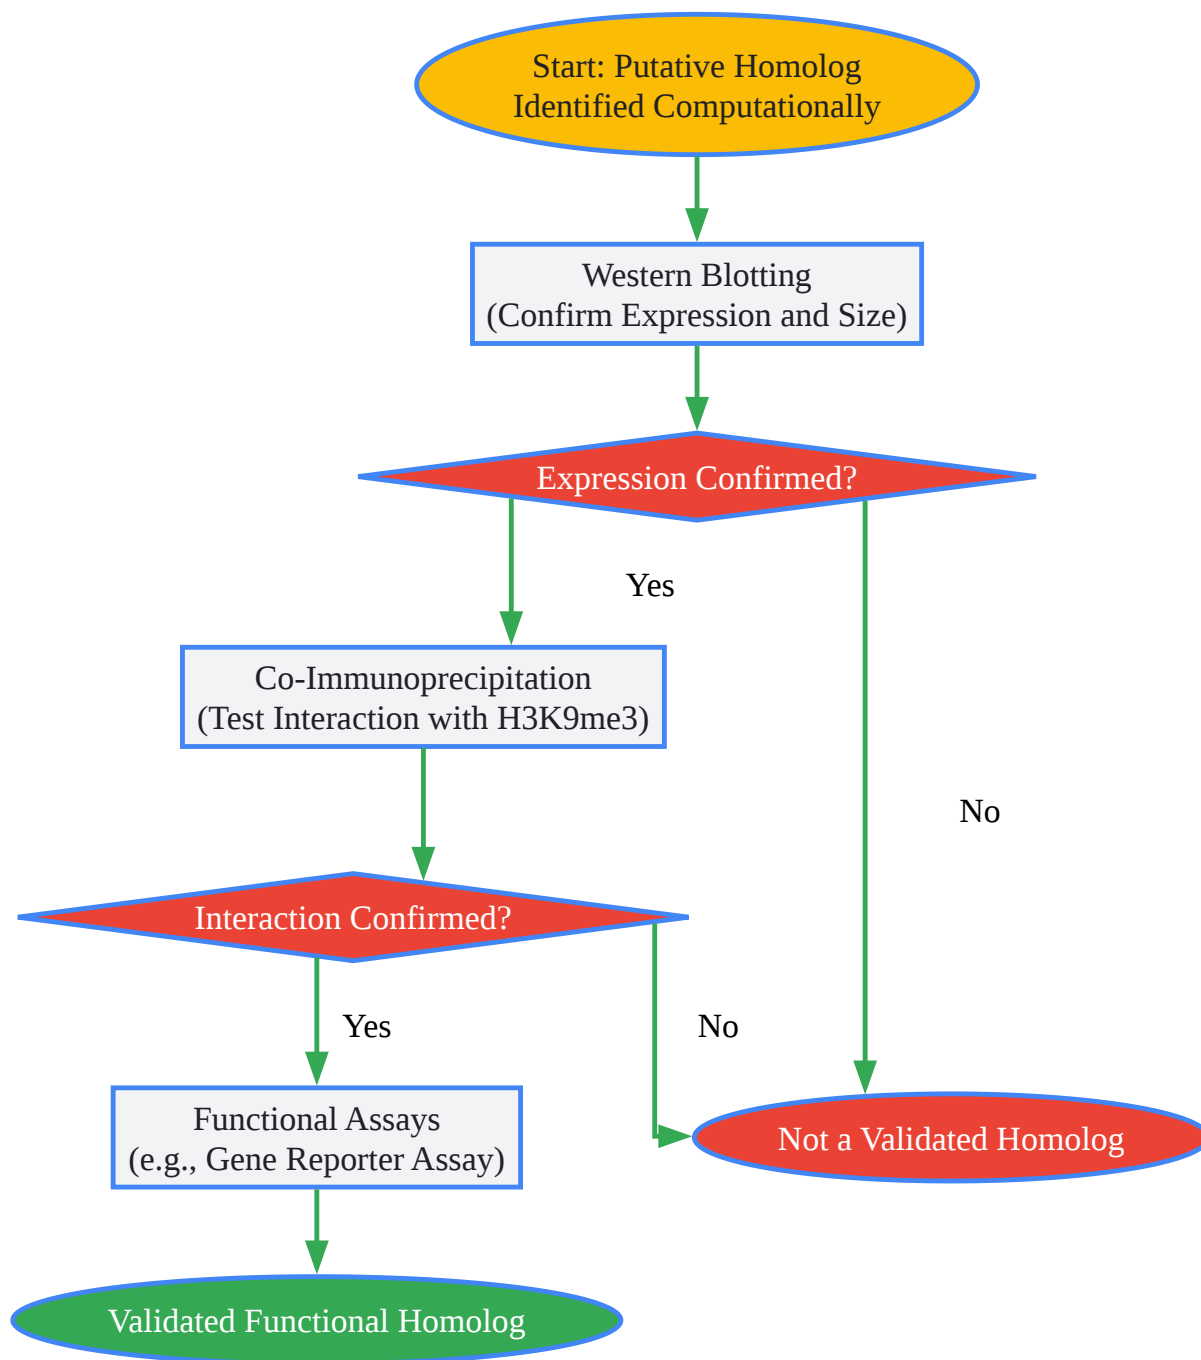 Start: Putative Homolog
Identified Computationally
Western Blotting
(Confirm Expression and Size)
Expression Confirmed?
Yes
Co-Immunoprecipitation
(Test Interaction with H3K9me3)
No
Interaction Confirmed?
Yes
No
Functional Assays
(e.g., Gene Reporter Assay)
Not a Validated Homolog
Validated Functional Homolog